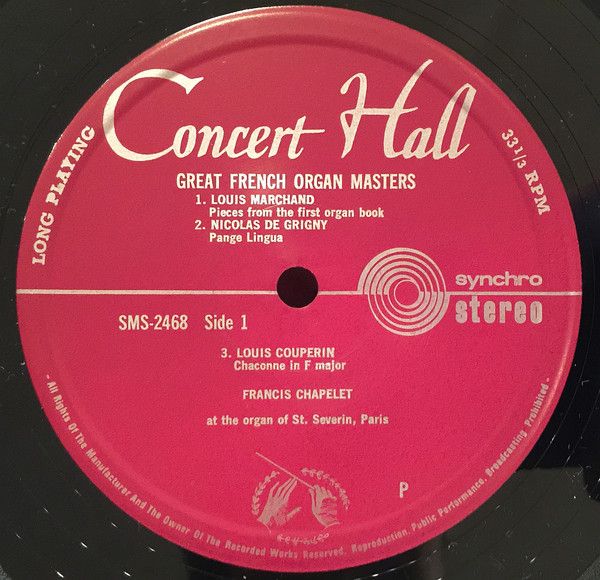 Concert Hall
LONG PLAYING
33 1/3 RPM
GREAT FRENCH ORGAN MASTERS
1. LOUIS MARCHAND
Pieces from the first organ book
2. NICOLAS DE GRIGNY
Pange Lingua
synchro
stereo
SMS-2468 Side 1
3. LOUIS COUPERIN
Chaconne in F major
FRANCIS CHAPELET
at the organ of St. Severin, Paris
P
- All Rights Of The Manufacturer And The Owner Of The Recorded Works Reserved. Reproduction, Public Performance, Broadcasting Prohibited -